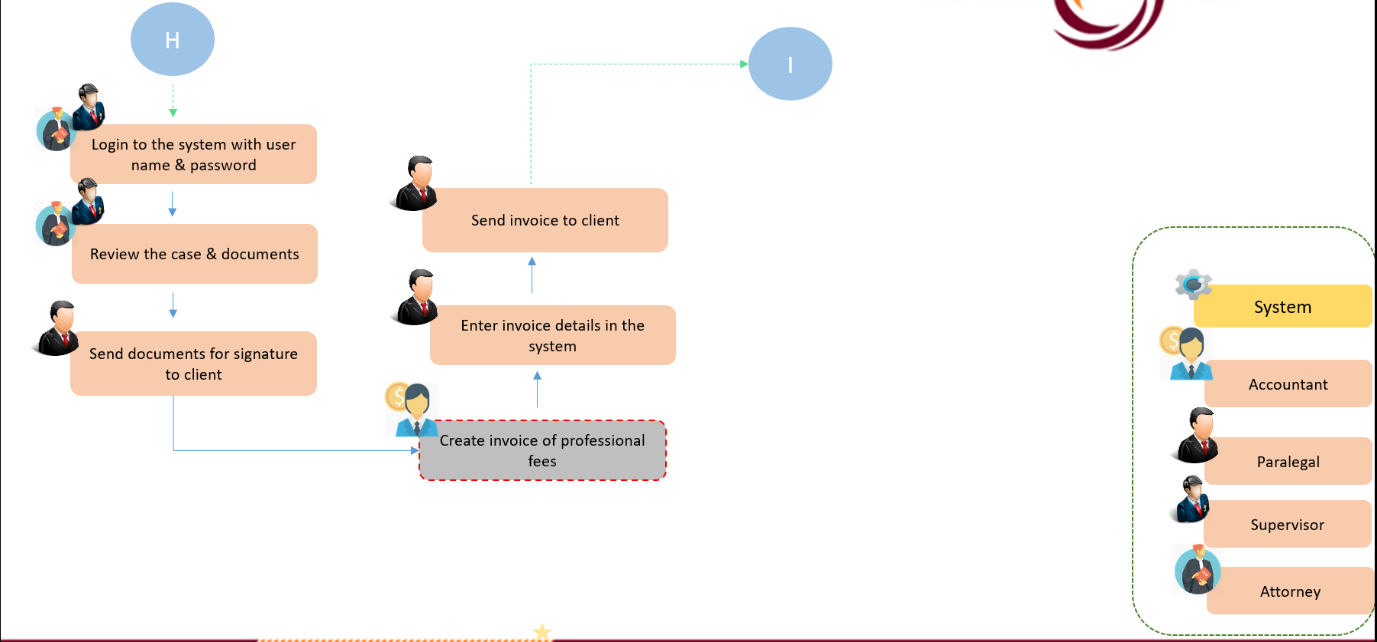 H
Login to the system with user
name & password
Review the case & documents
Send documents for signature
to client
I
Send invoice to client
Enter invoice details in the
system
$
Create invoice of professional
fees
System
$
Accountant
Paralegal
Supervisor
Attorney